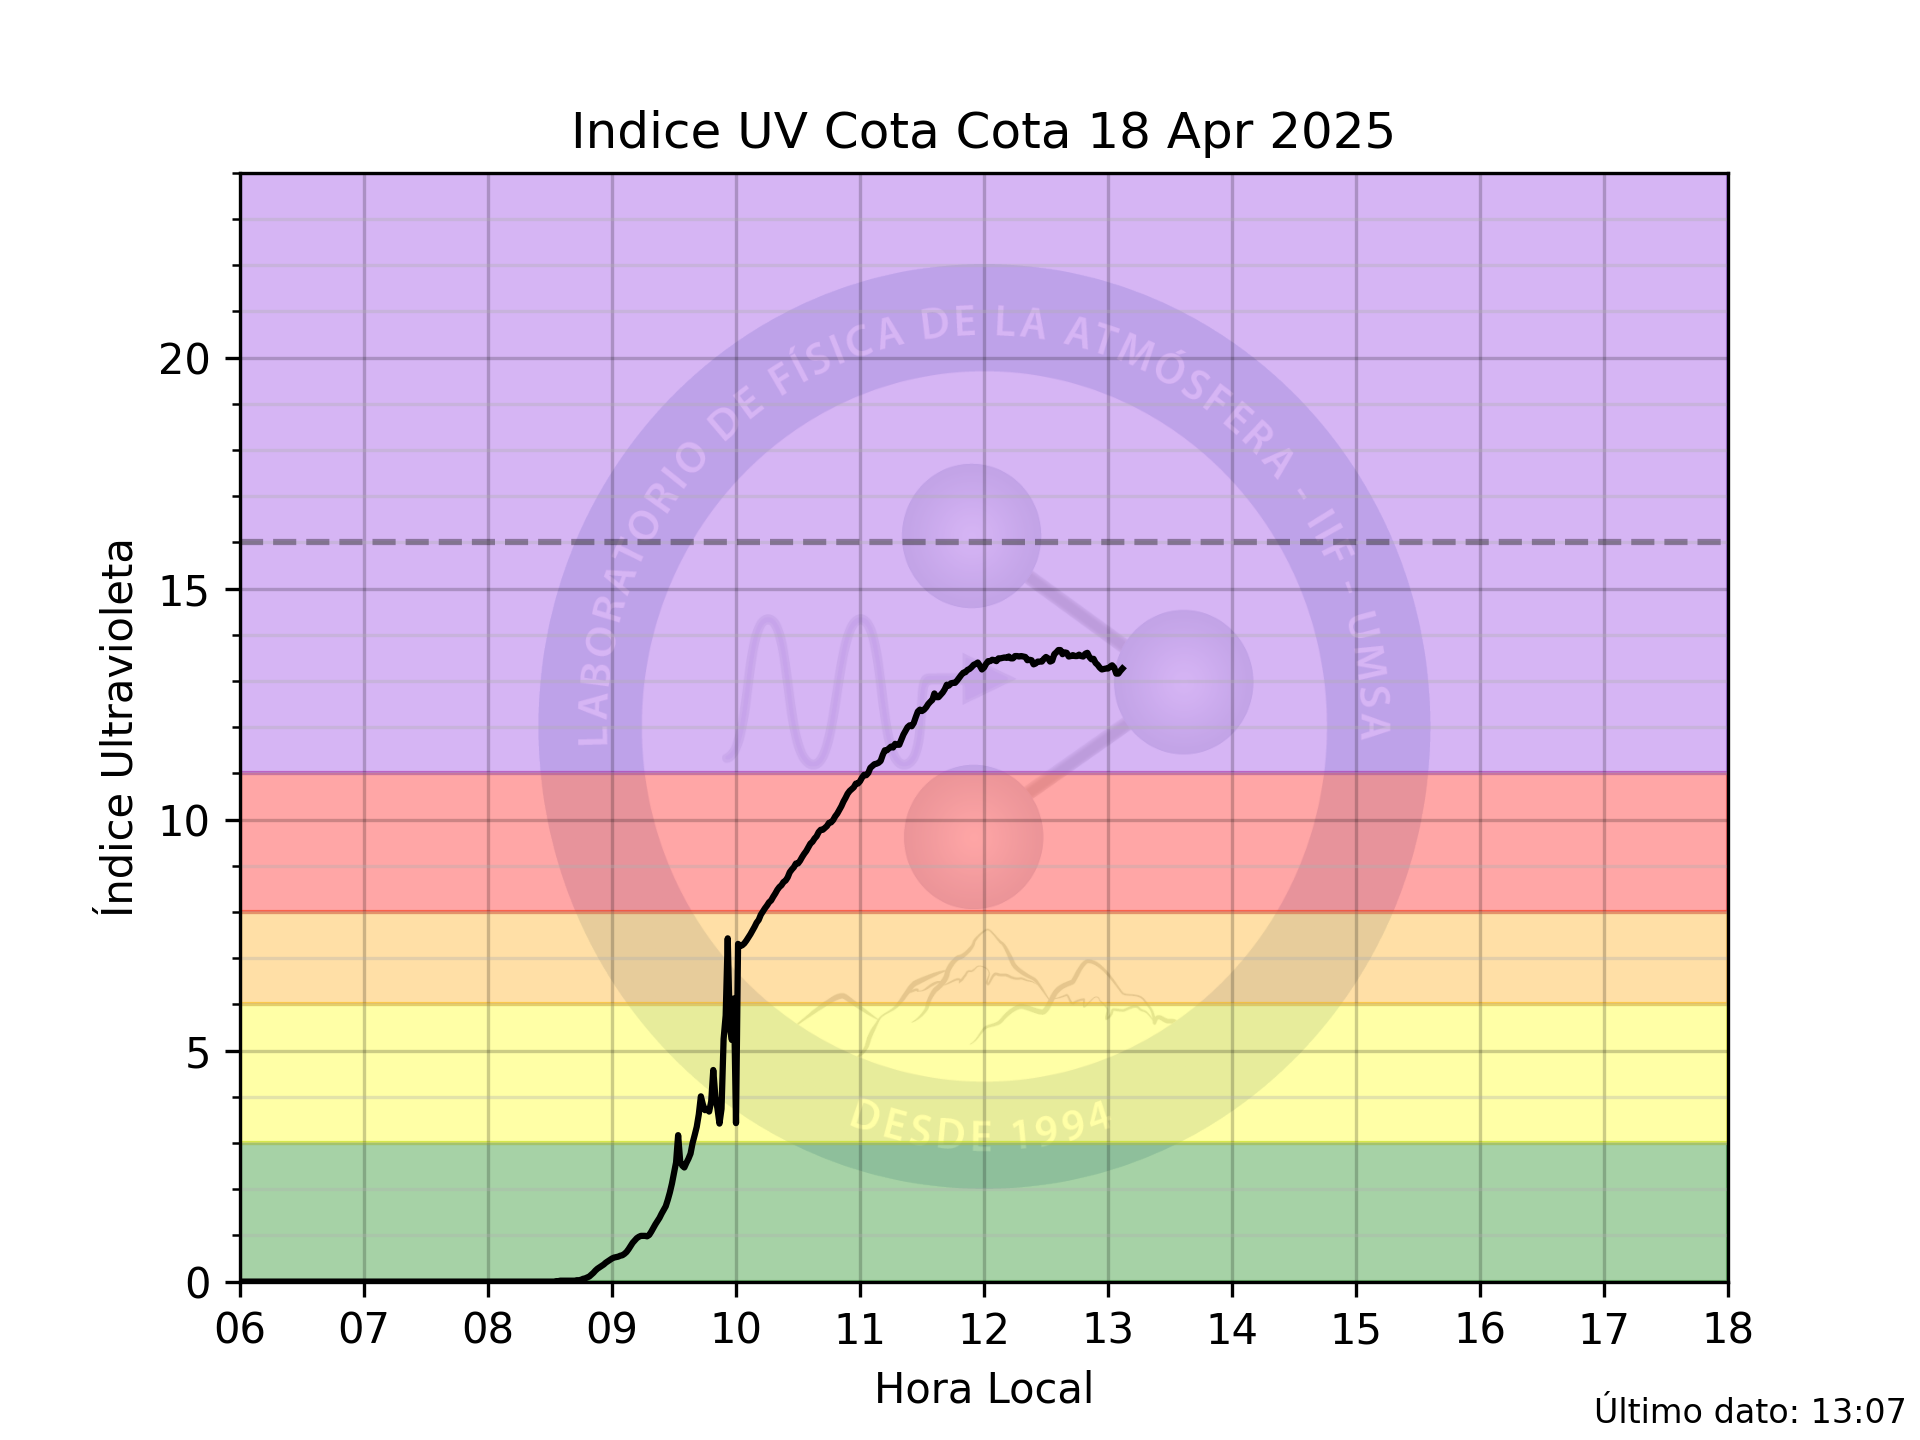 Indice UV Cota Cota 18 Apr 2025
Índice Ultravioleta
20
15
10
5
0
LABORATORIO DE FÍSICA DE LA ATMÓSFERA - IIF - UMSA
DESDE 1994
06 07 08 09 10 11 12 13 14 15 16 17 18
Hora Local
Último dato: 13:07